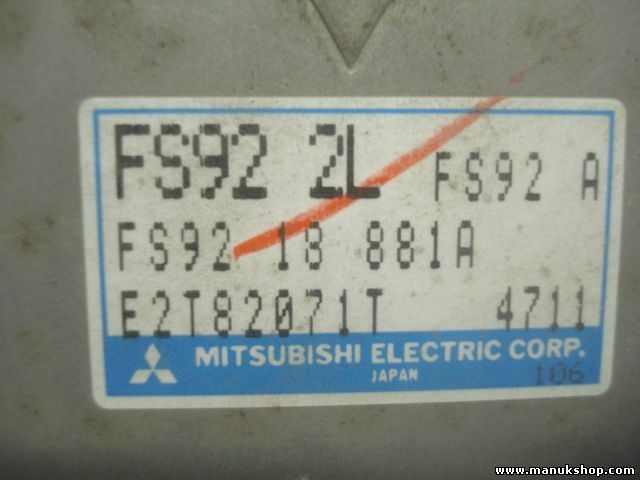 FS92 2L FS92 A
FS92 18 881A
E2T82071T 4711
MITSUBISHI ELECTRIC CORP.
JAPAN 106
www.manukshop.com